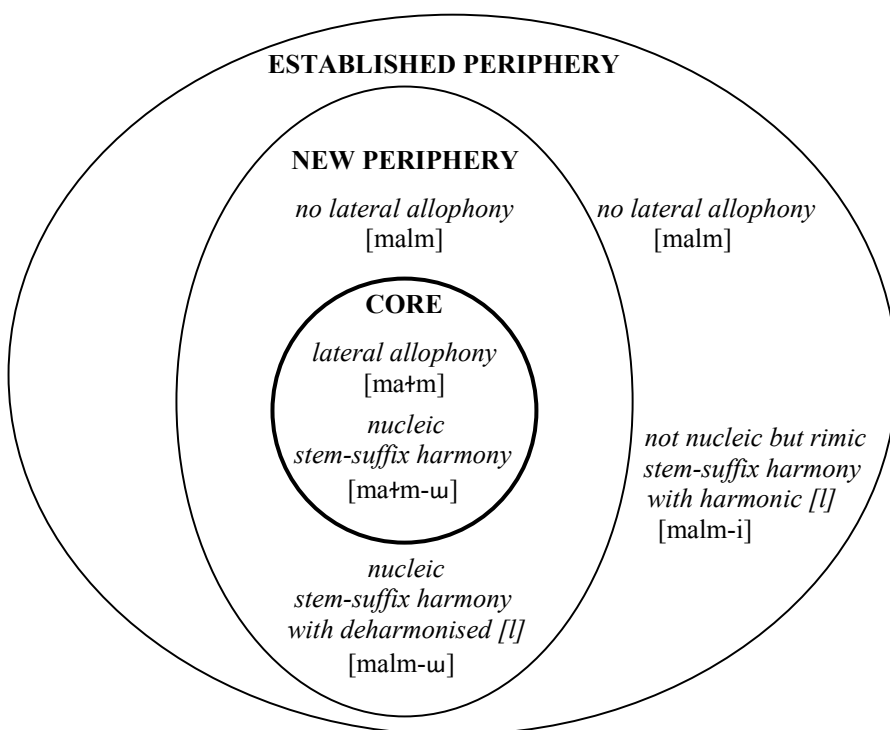 ESTABLISHED PERIPHERY
NEW PERIPHERY
no lateral allophony
[malm]
no lateral allophony
[malm]
CORE
lateral allophony
[maɫm]
nucleic
stem-suffix harmony
[maɫm-ɯ]
not nucleic but rimic
stem-suffix harmony
with harmonic [l]
[malm-i]
nucleic
stem-suffix harmony
with deharmonised [l]
[malm-ɯ]